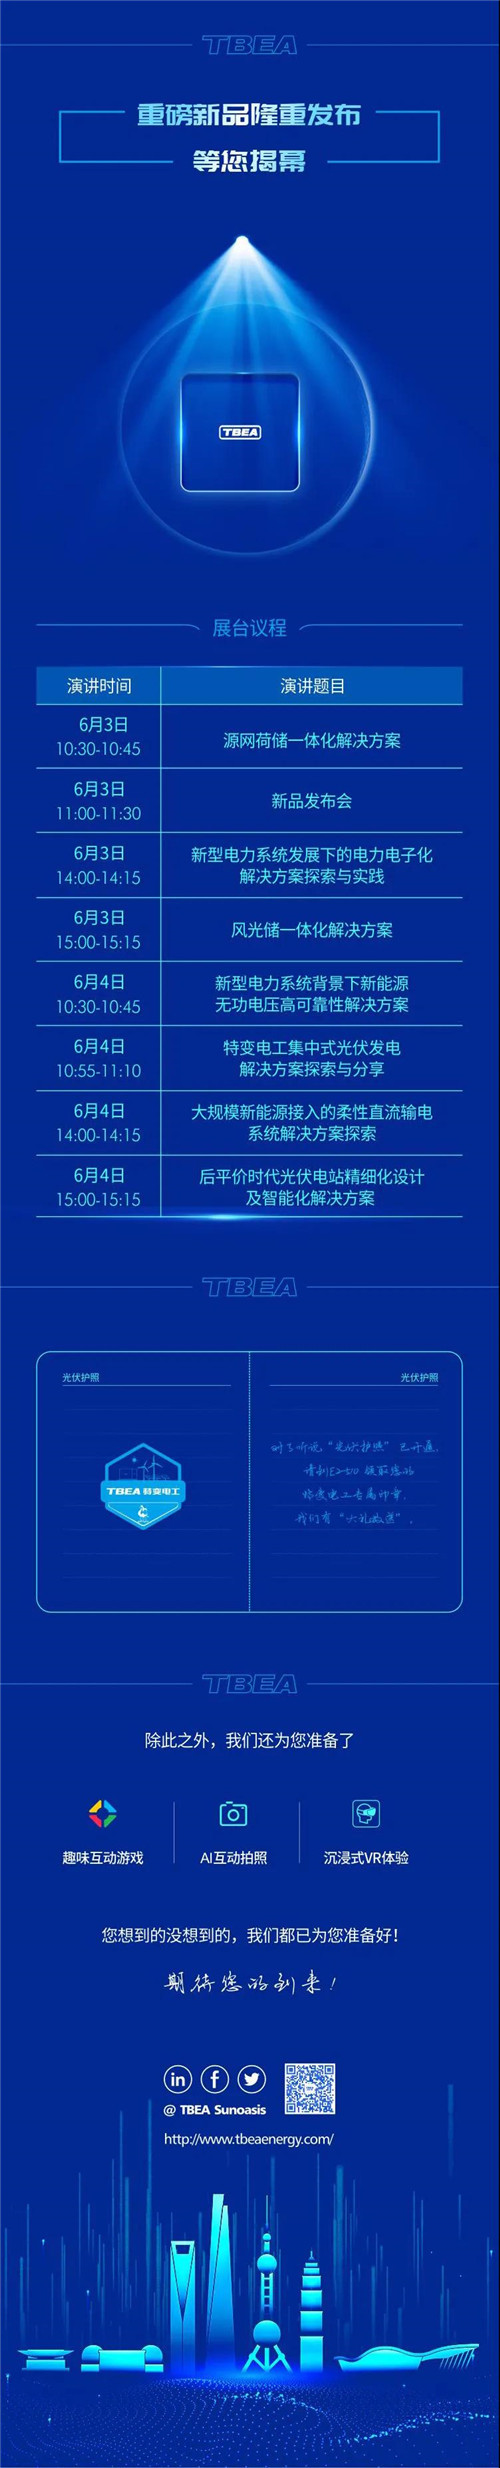 TBEA
重磅新品隆重发布
等您揭幕
TBEA
展台议程
演讲时间 演讲题目
6月3日
10:30-10:45
源网荷储一体化解决方案
6月3日
11:00-11:30
新品发布会
6月3日
14:00-14:15
新型电力系统发展下的电力电子化
解决方案探索与实践
6月3日
15:00-15:15
风光储一体化解决方案
6月4日
10:30-10:45
新型电力系统背景下新能源
无功电压高可靠性解决方案
6月4日
10:55-11:10
特变电工集中式光伏发电
解决方案探索与分享
6月4日
14:00-14:15
大规模新能源接入的柔性直流输电
系统解决方案探索
6月4日
15:00-15:15
后平价时代光伏电站精细化设计
及智能化解决方案
TBEA
光伏护照
光伏护照
TBEA 特变电工
听说“光伏护照”已开通,
领取您的
特变电工专属印章,
我们有“大礼放送”。
TBEA
除此之外，我们还为您准备了
趣味互动游戏
AI互动拍照
沉浸式VR体验
您想到的没想到的，我们都已为您准备好！
期待您的到来！
in f
@ TBEA Sunoasis
http://www.tbeaenergy.com/